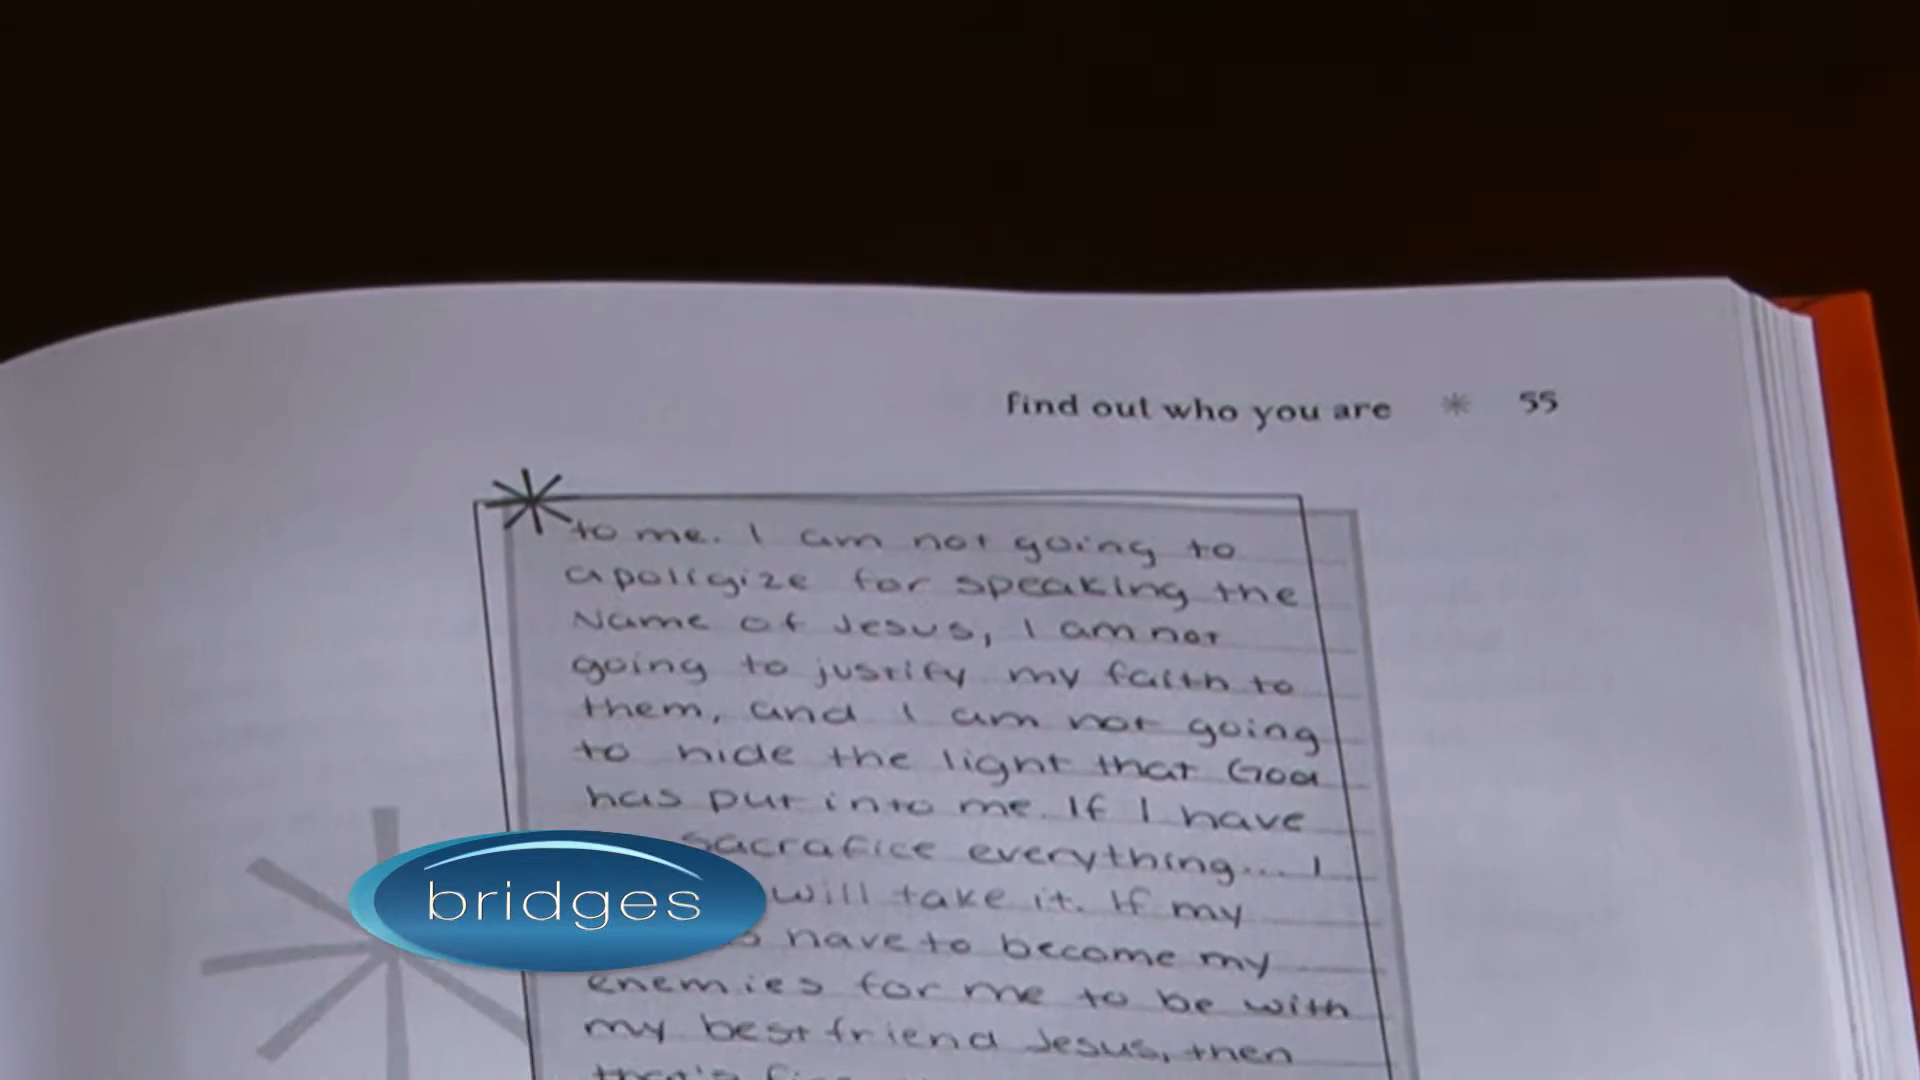 find out who you are * 55
to me. I am not going to
apoligize for speaking the
Name of Jesus, I am not
going to justify my faith to
them, and I am not going
to hide the light that God
has put into me. If I have
sacrafice everything... I
will take it. If my
have to become my
enemies for me to be with
my best friend Jesus, then
that's
bridges